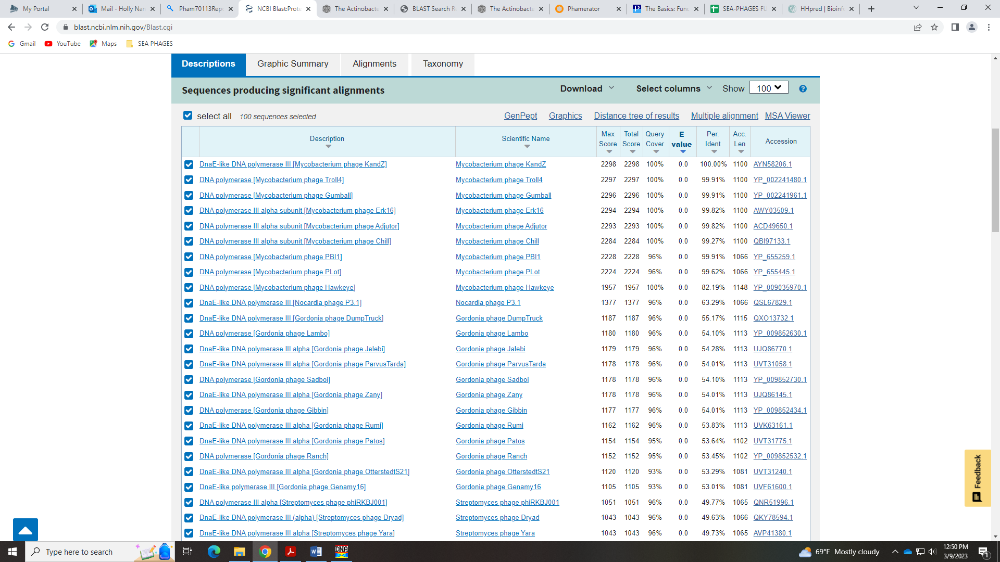 My Portal
Mail - Holly Nan
Pham70113Rep
NCBI Blast:Prote
The Actinobacte
BLAST Search R
The Actinobacte
Phamerator
The Basics: Func
SEA-PHAGES FU
HHpred | Bioinfo
blast.ncbi.nlm.nih.gov/Blast.cgi
Gmail YouTube Maps SEA PHAGES
Descriptions Graphic Summary Alignments Taxonomy
Sequences producing significant alignments Download Select columns Show 100
select all 100 sequences selected GenPept Graphics Distance tree of results Multiple alignment MSA Viewer
Description Scientific Name Max Score Total Score Query Cover E value Per. Ident Acc. Len Accession
DnaE-like DNA polymerase III [Mycobacterium phage KandZ] Mycobacterium phage KandZ 2298 2298 100% 0.0 100.00% 1100 AYN58206.1
DNA polymerase [Mycobacterium phage Troll4] Mycobacterium phage Troll4 2297 2297 100% 0.0 99.91% 1100 YP_002241480.1
DNA polymerase [Mycobacterium phage Gumball] Mycobacterium phage Gumball 2296 2296 100% 0.0 99.91% 1100 YP_002241961.1
DNA polymerase III alpha subunit [Mycobacterium phage Erk16] Mycobacterium phage Erk16 2294 2294 100% 0.0 99.82% 1100 AWY03509.1
DNA polymerase III alpha subunit [Mycobacterium phage Adjutor] Mycobacterium phage Adjutor 2293 2293 100% 0.0 99.82% 1100 ACD49650.1
DNA polymerase III alpha subunit [Mycobacterium phage Chill] Mycobacterium phage Chill 2284 2284 100% 0.0 99.27% 1100 QBI97133.1
DNA polymerase [Mycobacterium phage PBI1] Mycobacterium phage PBI1 2228 2228 96% 0.0 99.91% 1066 YP_655259.1
DNA polymerase [Mycobacterium phage PLot] Mycobacterium phage PLot 2224 2224 96% 0.0 99.62% 1066 YP_655445.1
DNA polymerase [Mycobacterium phage Hawkeye] Mycobacterium phage Hawkeye 1957 1957 100% 0.0 82.19% 1148 YP_009035970.1
DnaE-like DNA polymerase III [Nocardia phage P3.1] Nocardia phage P3.1 1377 1377 96% 0.0 63.29% 1066 QSL67829.1
DnaE-like DNA polymerase III [Gordonia phage DumpTruck] Gordonia phage DumpTruck 1187 1187 96% 0.0 55.17% 1115 QXO13732.1
DNA polymerase [Gordonia phage Lambo] Gordonia phage Lambo 1180 1180 96% 0.0 54.10% 1113 YP_009852630.1
DnaE-like DNA polymerase III alpha [Gordonia phage Jalebi] Gordonia phage Jalebi 1179 1179 96% 0.0 54.28% 1113 UJQ86770.1
DnaE-like DNA polymerase III alpha [Gordonia phage ParvusTarda] Gordonia phage ParvusTarda 1178 1178 96% 0.0 54.01% 1113 UVT31058.1
DNA polymerase [Gordonia phage Sadboi] Gordonia phage Sadboi 1178 1178 96% 0.0 54.10% 1113 YP_009852730.1
DnaE-like DNA polymerase III alpha [Gordonia phage Zany] Gordonia phage Zany 1178 1178 96% 0.0 54.01% 1113 UJQ86145.1
DNA polymerase [Gordonia phage Gibbin] Gordonia phage Gibbin 1177 1177 96% 0.0 54.01% 1113 YP_009852434.1
DnaE-like DNA polymerase III alpha [Gordonia phage Rumi] Gordonia phage Rumi 1162 1162 96% 0.0 53.83% 1113 UVK63161.1
DnaE-like DNA polymerase III alpha [Gordonia phage Patos] Gordonia phage Patos 1154 1154 95% 0.0 53.64% 1102 UVT31775.1
DNA polymerase [Gordonia phage Ranch] Gordonia phage Ranch 1152 1152 95% 0.0 53.45% 1102 YP_009852532.1
DnaE-like DNA polymerase III alpha [Gordonia phage OtterstedtS21] Gordonia phage OtterstedtS21 1120 1120 93% 0.0 53.29% 1081 UVT31240.1
DnaE-like polymerase III [Gordonia phage Genamy16] Gordonia phage Genamy16 1105 1105 93% 0.0 53.01% 1081 UVF61600.1
DNA polymerase III alpha [Streptomyces phage phiRKBJ001] Streptomyces phage phiRKBJ001 1051 1051 96% 0.0 49.77% 1065 QNR51996.1
DnaE-like DNA polymerase III (alpha) [Streptomyces phage Dryad] Streptomyces phage Dryad 1043 1043 96% 0.0 49.63% 1066 QKY78594.1
DnaE-like DNA polymerase III alpha [Streptomyces phage Yara] Streptomyces phage Yara 1043 1043 96% 0.0 49.73% 1065 AVP41380.1
Feedback
Type here to search
DNA
69°F Mostly cloudy
12:50 PM
3/9/2023
1